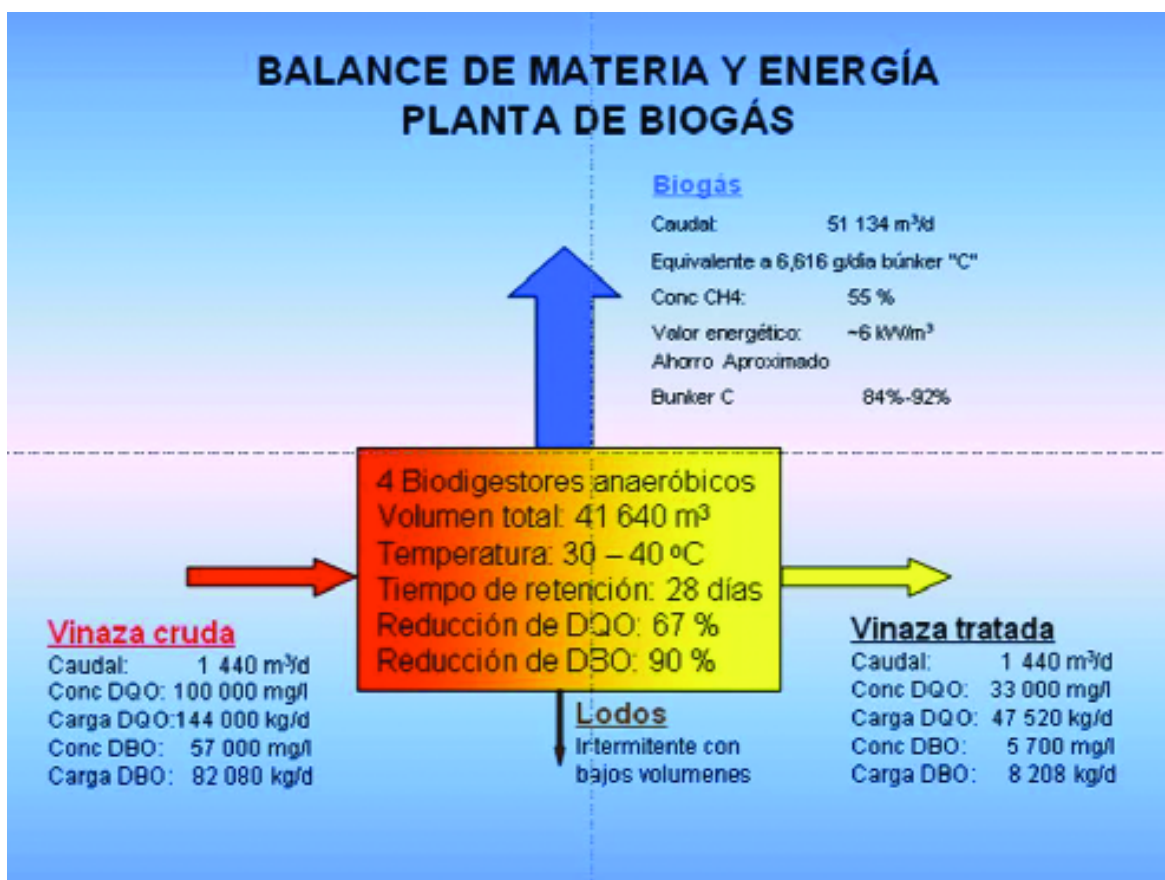 BALANCE DE MATERIA Y ENERGÍA
PLANTA DE BIOGÁS
Biogás
Caudal: 51 134 m³/d
Equivalente a 6,616 g/día búnker "C"
Conc CH4: 55 %
Valor energético: ~6 kW/m³
Ahorro Aproximado
Bunker C 84%-92%
4 Biodigestores anaeróbicos
Volumen total: 41 640 m³
Temperatura: 30 – 40 ºC
Tiempo de retención: 28 días
Reducción de DQO: 67 %
Reducción de DBO: 90 %
Vinaza cruda
Caudal: 1 440 m³/d
Conc DQO: 100 000 mg/l
Carga DQO:144 000 kg/d
Conc DBO: 57 000 mg/l
Carga DBO: 82 080 kg/d
Lodos
Intermitente con
bajos volumenes
Vinaza tratada
Caudal: 1 440 m³/d
Conc DQO: 33 000 mg/l
Carga DQO: 47 520 kg/d
Conc DBO: 5 700 mg/l
Carga DBO: 8 208 kg/d